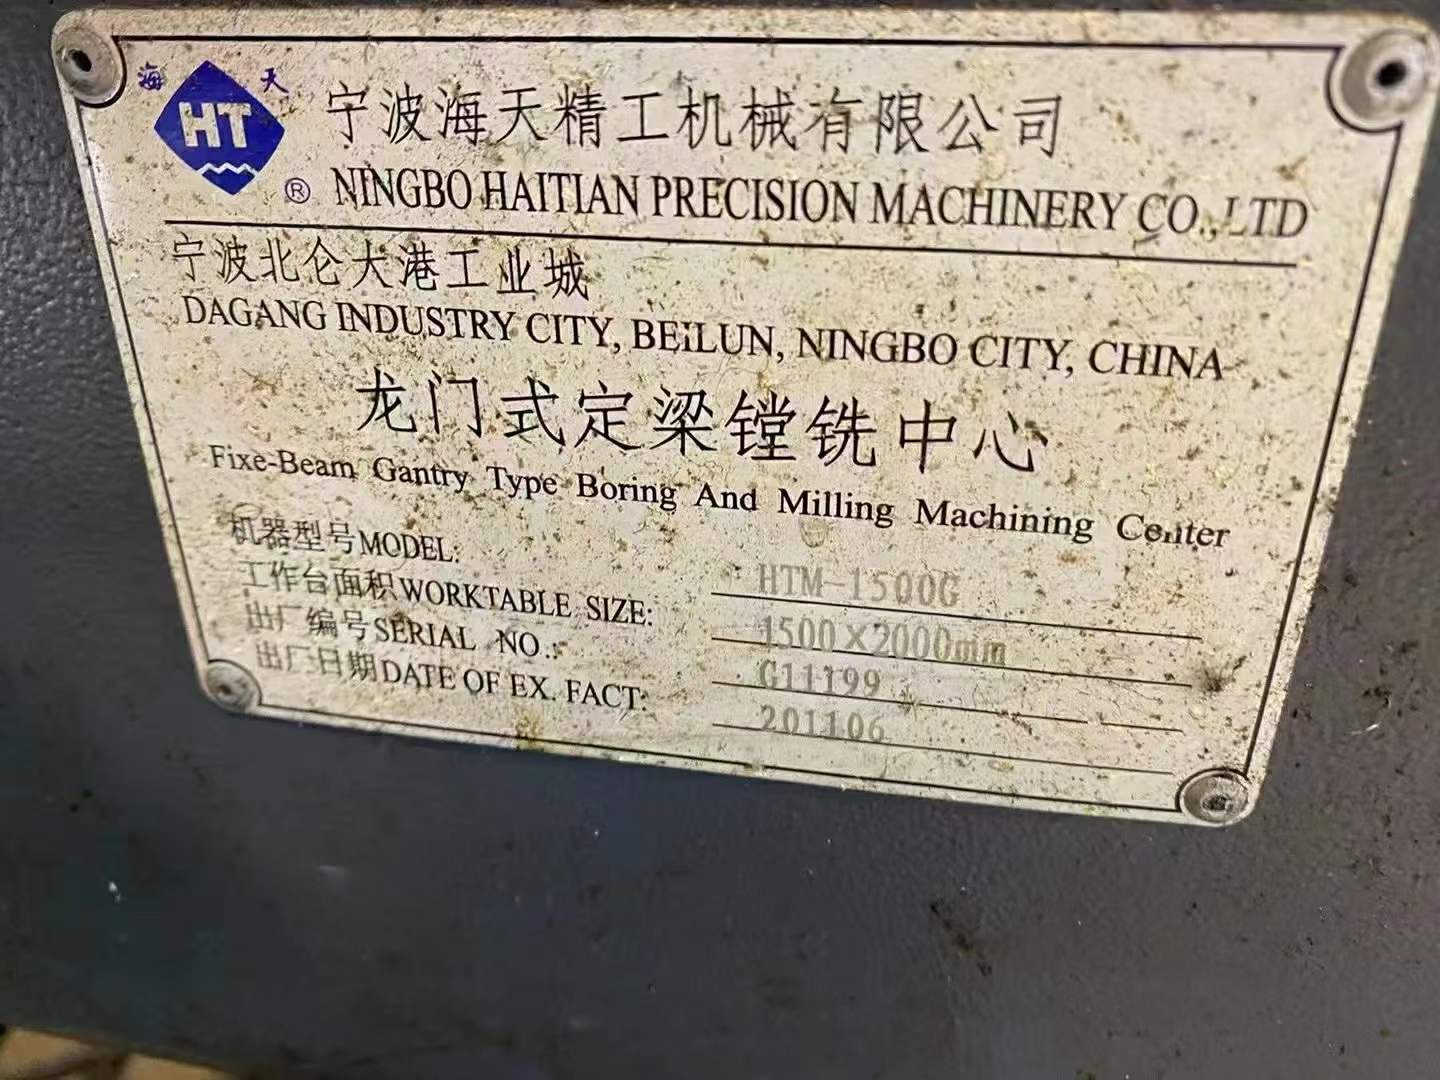 海天
HT
®
宁波海天精工机械有限公司
NINGBO HAITIAN PRECISION MACHINERY CO.,LTD
宁波北仑大港工业城
DAGANG INDUSTRY CITY, BEILUN, NINGBO CITY, CHINA
龙门式定梁镗铣中心
Fixe-Beam Gantry Type Boring And Milling Machining Center
机器型号MODEL: HTM-1500G
工作台面积WORKTABLE SIZE: 1500×2000mm
出厂编号SERIAL NO.: G11199
出厂日期DATE OF EX. FACT: 201106